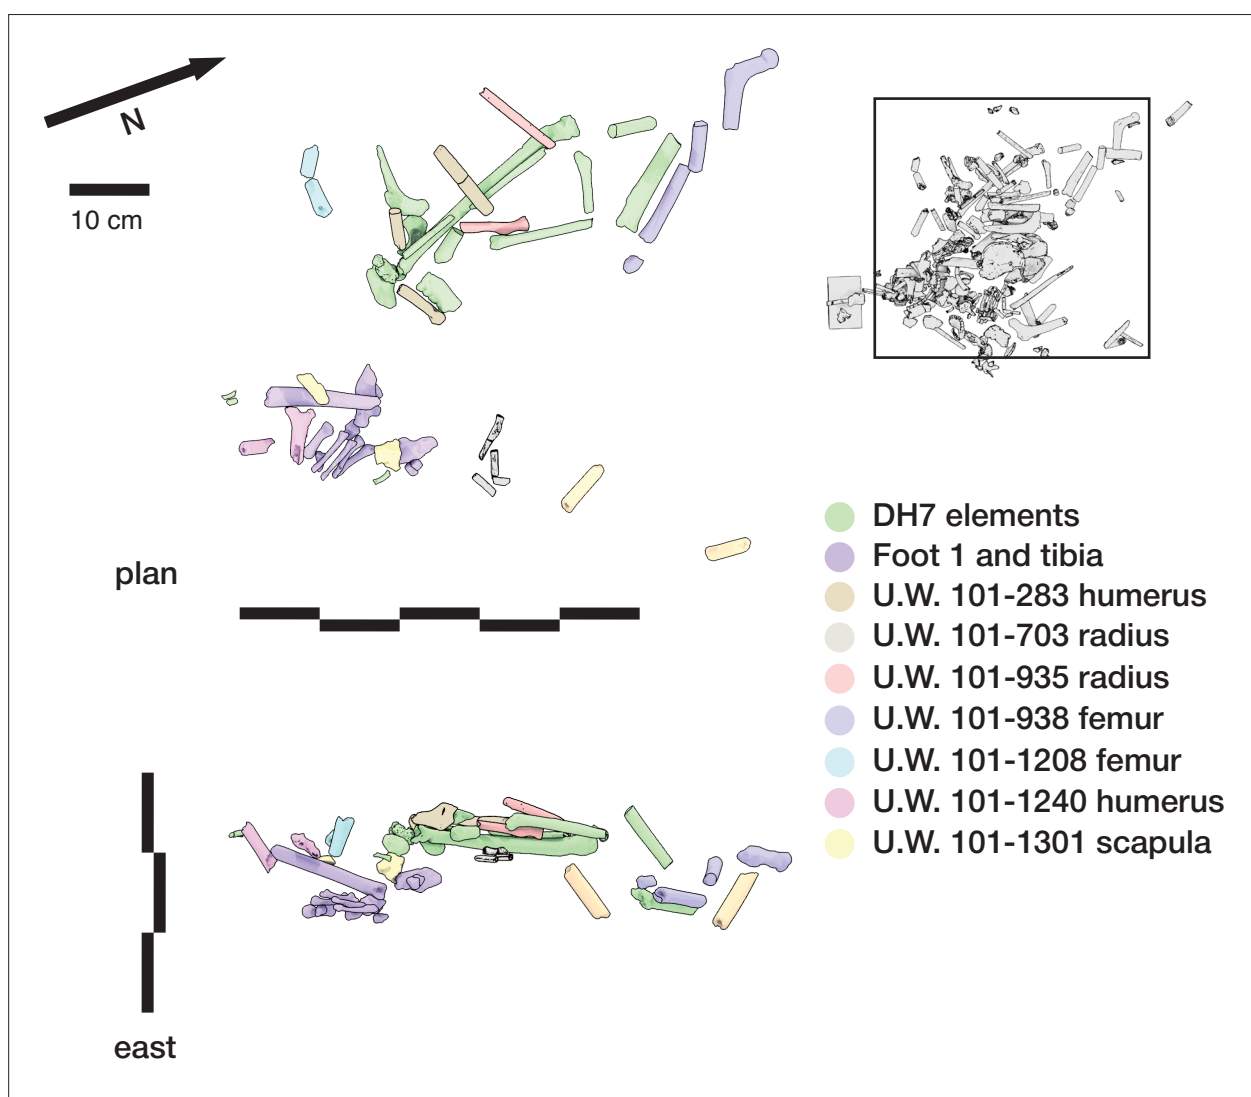 N
10 cm
DH7 elements
Foot 1 and tibia
U.W. 101-283 humerus
U.W. 101-703 radius
U.W. 101-935 radius
U.W. 101-938 femur
U.W. 101-1208 femur
U.W. 101-1240 humerus
U.W. 101-1301 scapula
plan
east